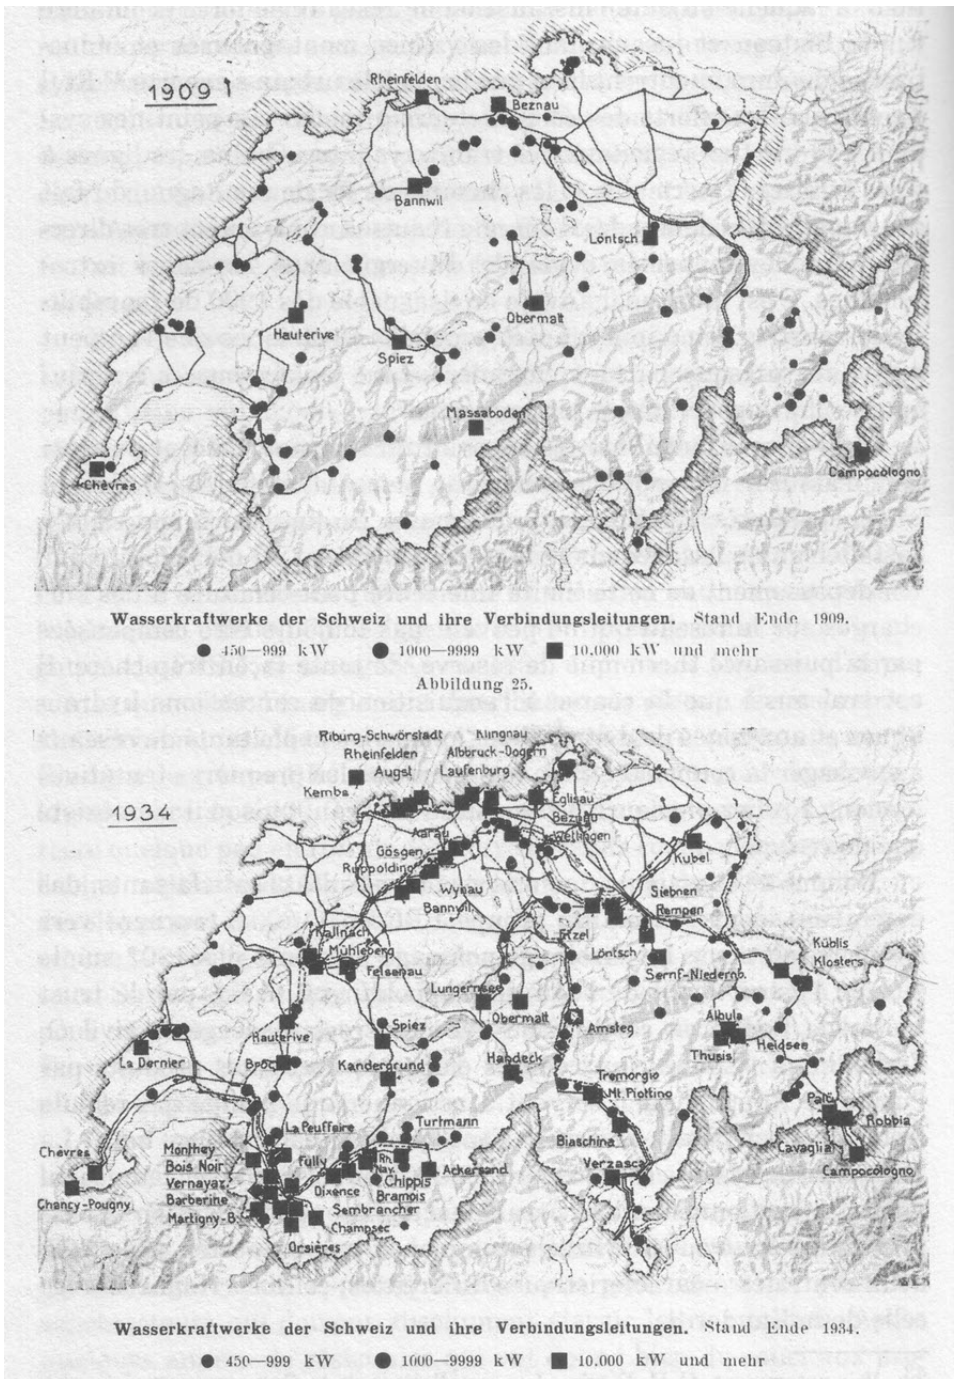 1909
Rheinfelden
Beznau
Bannwil
Löntsch
Obermatt
Hauterive
Spiez
Massaboden
Chèvres
Campocologno
Wasserkraftwerke der Schweiz und ihre Verbindungsleitungen. Stand Ende 1909.
450—999 kW 1000—9999 kW 10.000 kW und mehr
Abbildung 25.
1934
Riburg-Schwörstadt Klingnau
Rheinfelden Albbruck-Dogern
Augst Laufenburg
Kembs
Eglisau
Beznau
Wettingen
Aarau
Gösgen
Ruppoldingen
Wynau
Bannwil
Kubel
Siebnen
Rempen
Etzel
Löntsch
Sernf-Niedernb.
Küblis
Klosters
Kallnach
Mühleberg
Felsenau
Lungernsee
Obermatt
Amsteg
Albula
Thusis
Heidsee
Hauterive
Spiez
La Dernier
Broc
Kandergrund
Handeck
Tremorgio
Mt. Piottino
Biaschina
Verzasca
Palü
Robbia
Cavaglia
Campocologno
La Peuffaire
Turtmann
Monthey
Bois Noir
Vernayaz
Barberine
Martigny-B.
Fully
Rh.
Nav.
Ackersand
Chippis
Dixence
Bramois
Sembrancher
Champsec
Orsières
Chèvres
Chancy-Pougny
Wasserkraftwerke der Schweiz und ihre Verbindungsleitungen. Stand Ende 1934.
450—999 kW 1000—9999 kW 10.000 kW und mehr